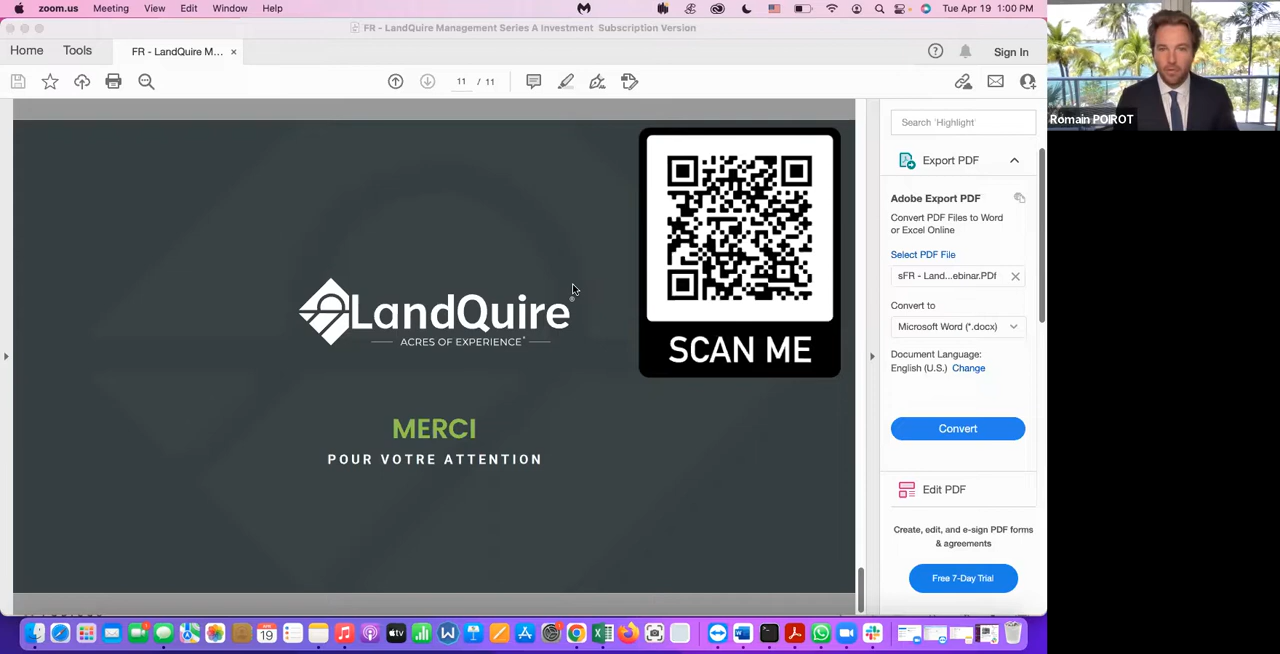 zoom.us Meeting View Edit Window Help Tue Apr 19 1:00 PM
FR - LandQuire Management Series A Investment Subscription Version
Home Tools FR - LandQuire M... × Sign In
11 / 11
Romain POIROT
Search 'Highlight'
Export PDF
Adobe Export PDF
Convert PDF Files to Word
or Excel Online
Select PDF File
sFR - Land...ebinar.PDf
Convert to
Microsoft Word (*.docx)
Document Language:
English (U.S.) Change
Convert
Edit PDF
Create, edit, and e-sign PDF forms
& agreements
Free 7-Day Trial
SCAN ME
LandQuire®
ACRES OF EXPERIENCE
MERCI
POUR VOTRE ATTENTION
APR
19
tv